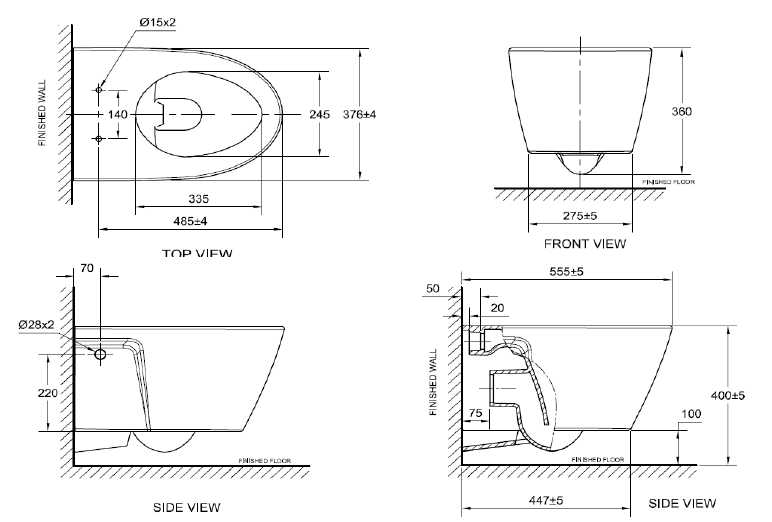 Ø15x2
FINISHED WALL
140
245
376±4
335
485±4
TOP VIEW
360
FINISHED FLOOR
275±5
FRONT VIEW
70
Ø28x2
220
FINISHED FLOOR
SIDE VIEW
555±5
50
20
FINISHED WALL
75
400±5
100
FINISHED FLOOR
447±5
SIDE VIEW